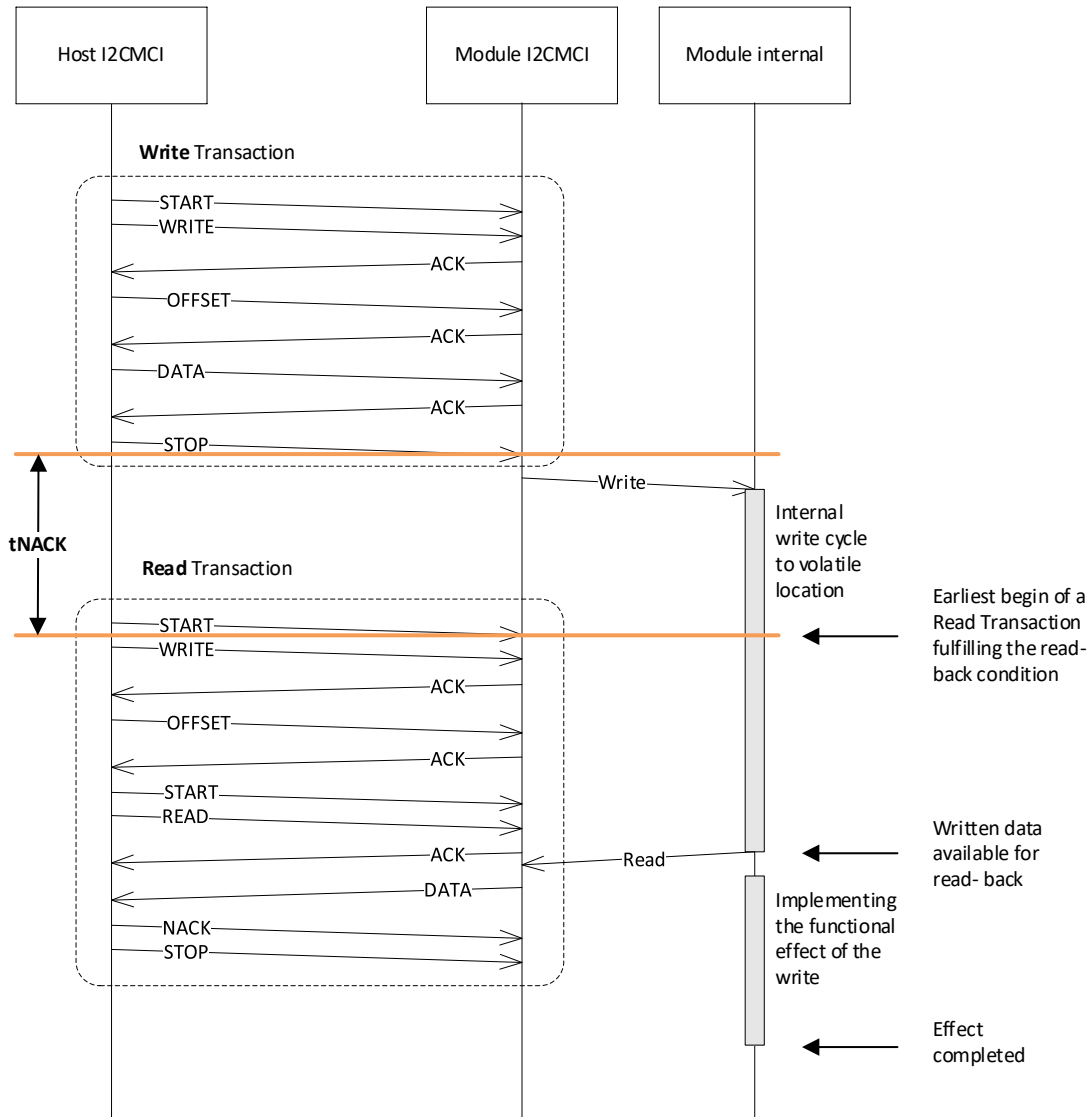 Host I2CMCI
Module I2CMCI
Module internal
Write Transaction
START
WRITE
ACK
OFFSET
ACK
DATA
ACK
STOP
Write
tNACK
Internal
write cycle
to volatile
location
Read Transaction
Earliest begin of a
Read Transaction
fulfilling the read-
back condition
START
WRITE
ACK
OFFSET
ACK
START
READ
ACK
Read
Written data
available for
read- back
DATA
NACK
STOP
Implementing
the functional
effect of the
write
Effect
completed